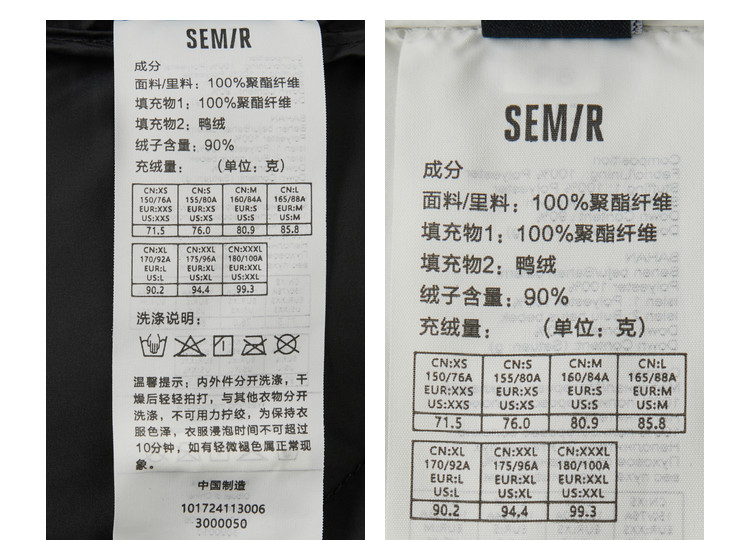 SEM/R
成分
面料/里料：100%聚酯纤维
填充物1：100%聚酯纤维
填充物2：鸭绒
绒子含量：90%
充绒量： （单位：克）
CN:XS CN:S CN:M CN:L
150/76A 155/80A 160/84A 165/88A
EUR:XXS EUR:XS EUR:S EUR:M
US:XXS US:XS US:S US:M
71.5 76.0 80.9 85.8
CN:XL CN:XXL CN:XXXL
170/92A 175/96A 180/100A
EUR:L EUR:XL EUR:XXL
US:L US:XL US:XXL
90.2 94.4 99.3
洗涤说明：
温馨提示：内外件分开洗涤，干
燥后轻轻拍打，与其他衣物分开
洗涤，不可用力拧绞，为保持衣
服色泽，衣服浸泡时间不可超过
10分钟，如有轻微褪色属正常现
象。
中国制造
101724113006
3000050
SEM/R
成分
面料/里料：100%聚酯纤维
填充物1：100%聚酯纤维
填充物2：鸭绒
绒子含量：90%
充绒量： （单位：克）
CN:XS CN:S CN:M CN:L
150/76A 155/80A 160/84A 165/88A
EUR:XXS EUR:XS EUR:S EUR:M
US:XXS US:XS US:S US:M
71.5 76.0 80.9 85.8
CN:XL CN:XXL CN:XXXL
170/92A 175/96A 180/100A
EUR:L EUR:XL EUR:XXL
US:L US:XL US:XXL
90.2 94.4 99.3